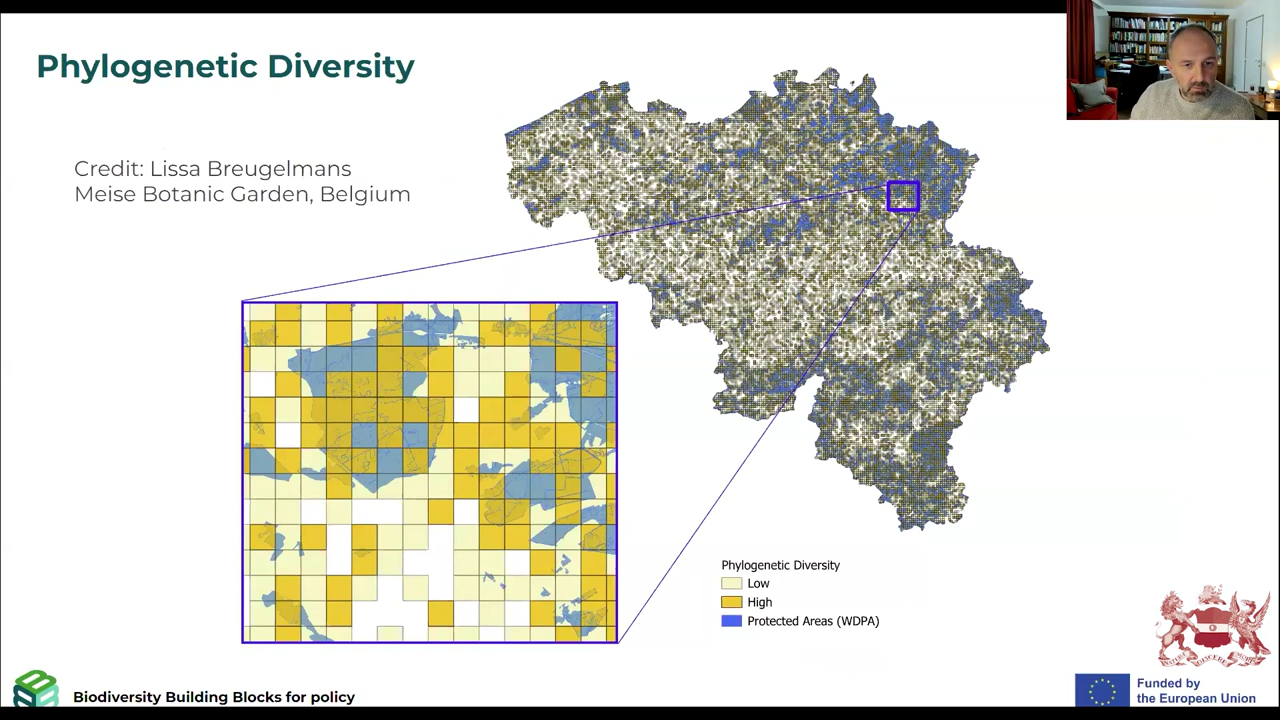 Phylogenetic Diversity
Credit: Lissa Breugelmans
Meise Botanic Garden, Belgium
Phylogenetic Diversity
Low
High
Protected Areas (WDPA)
Biodiversity Building Blocks for policy
Funded by
the European Union